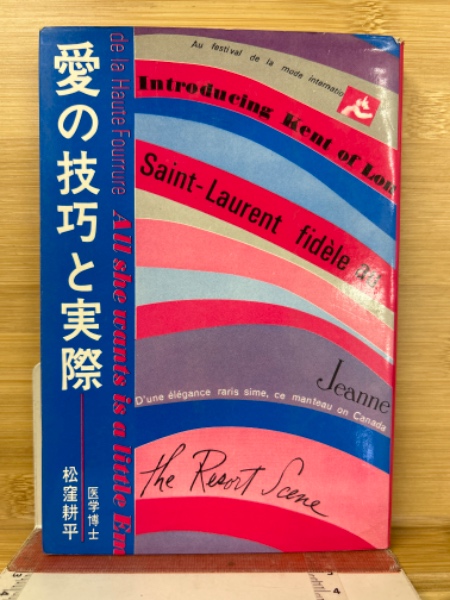 愛の技巧と実際
医学博士
松窪耕平
de la Haute Fourrure
All she wants is a little Em
Au festival de la mode internatio
Introducing Kent of Lon
Saint-Laurent fidèle
Jeanne
D'une élégance raris sime, ce manteau on Canada
the Resort Scene